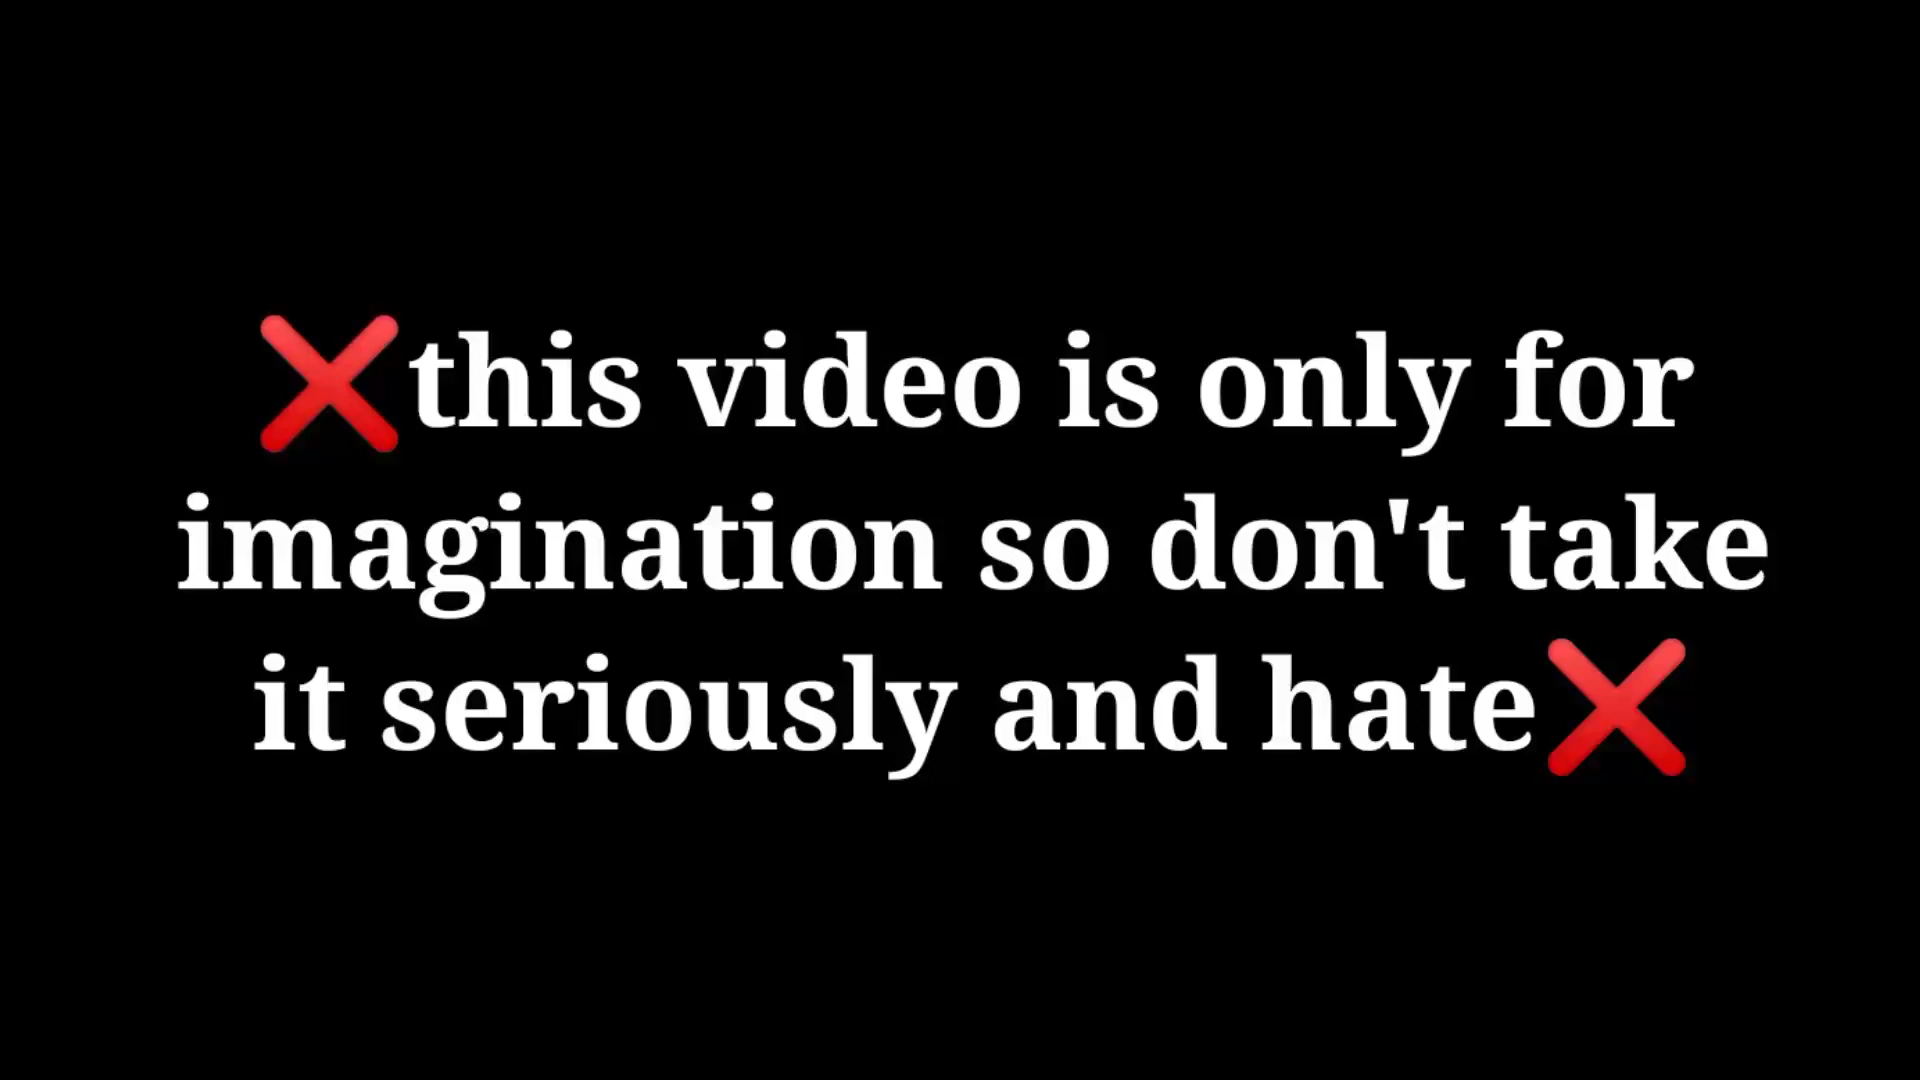 ❌this video is only for
imagination so don't take
it seriously and hate❌